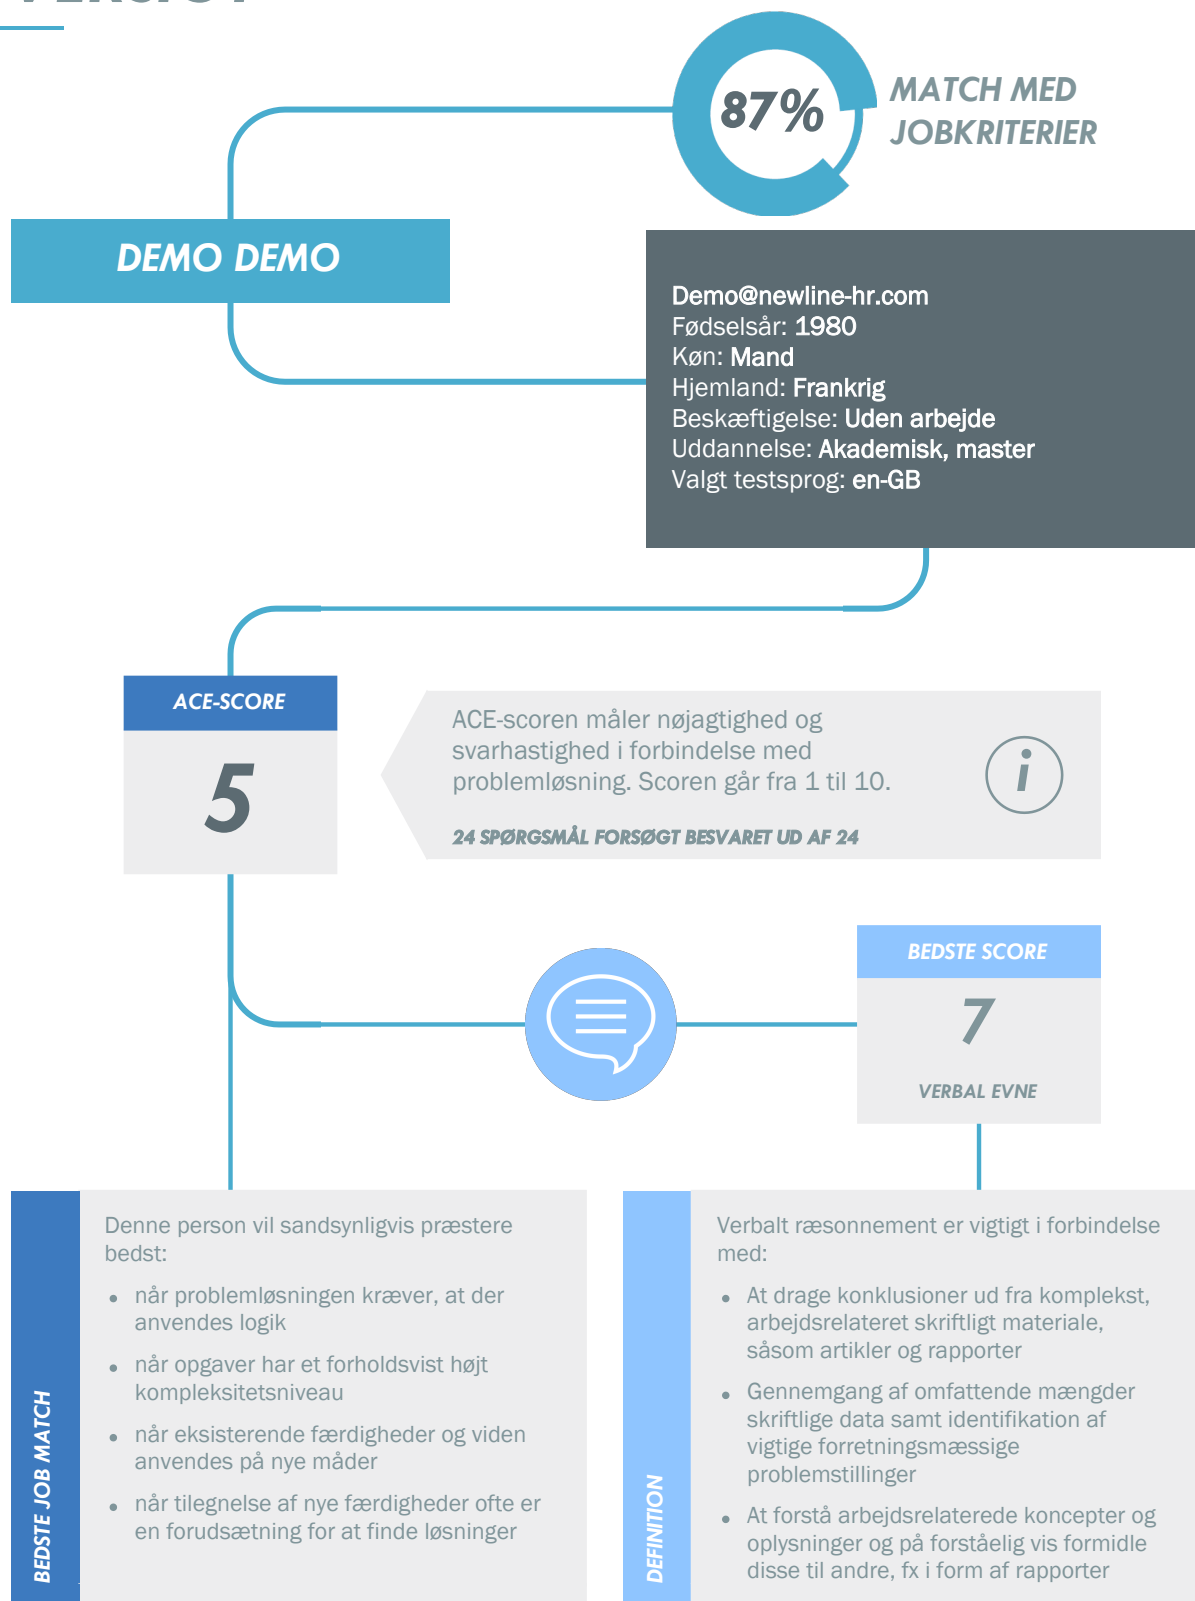 87%
MATCH MED
JOBKRITERIER
DEMO DEMO
Demo@newline-hr.com
Fødselsår: 1980
Køn: Mand
Hjemland: Frankrig
Beskæftigelse: Uden arbejde
Uddannelse: Akademisk, master
Valgt testsprog: en-GB
ACE-SCORE
5
ACE-scoren måler nøjagtighed og
svarhastighed i forbindelse med
problemløsning. Scoren går fra 1 til 10.
24 SPØRGSMÅL FORSØGT BESVARET UD AF 24
i
BEDSTE SCORE
7
VERBAL EVNE
BEDSTE JOB MATCH
Denne person vil sandsynligvis præstere
bedst:
• når problemløsningen kræver, at der
anvendes logik
• når opgaver har et forholdsvist højt
kompleksitetsniveau
• når eksisterende færdigheder og viden
anvendes på nye måder
• når tilegnelse af nye færdigheder ofte er
en forudsætning for at finde løsninger
DEFINITION
Verbalt ræsonnement er vigtigt i forbindelse
med:
• At drage konklusioner ud fra komplekst,
arbejdsrelateret skriftligt materiale,
såsom artikler og rapporter
• Gennemgang af omfattende mængder
skriftlige data samt identifikation af
vigtige forretningsmæssige
problemstillinger
• At forstå arbejdsrelaterede koncepter og
oplysninger og på forståelig vis formidle
disse til andre, fx i form af rapporter